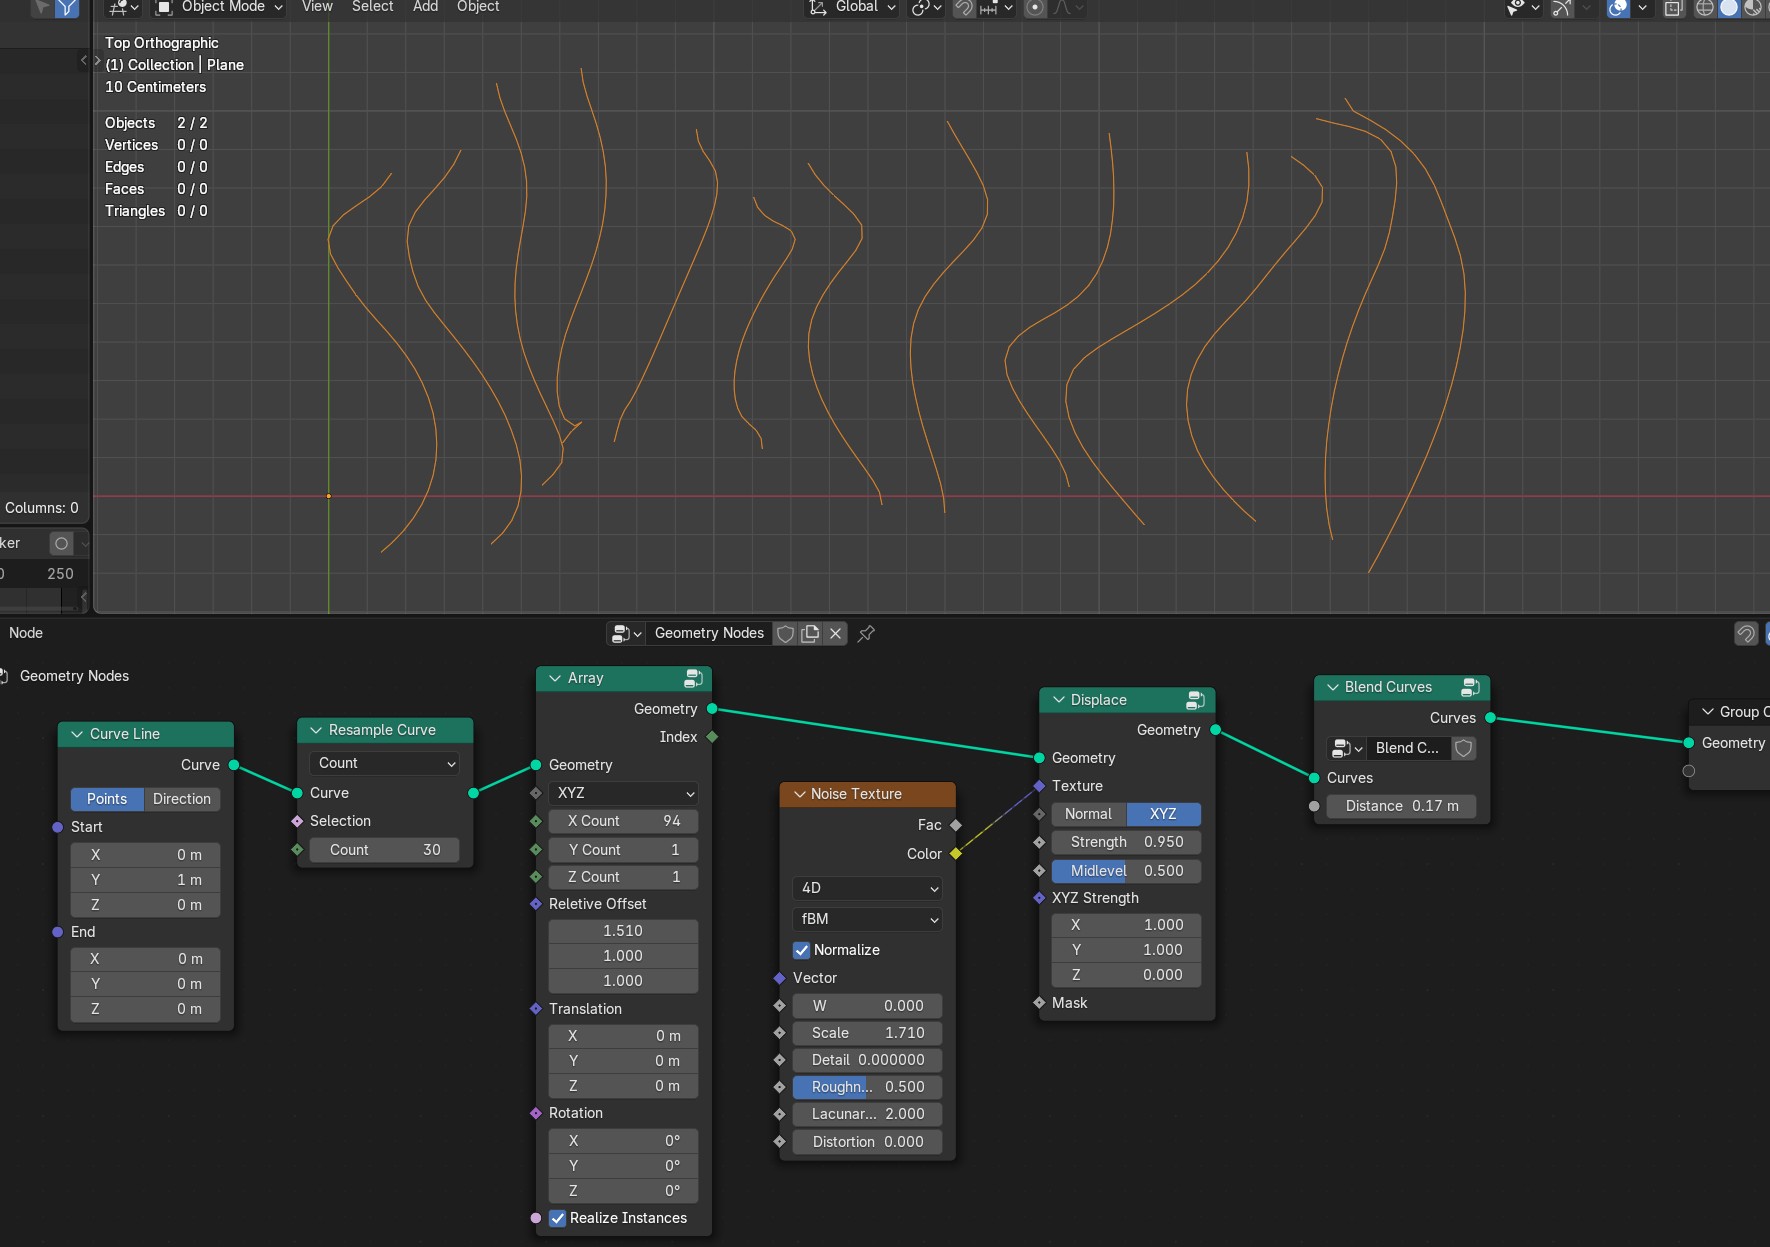 Object Mode
View
Select
Add
Object
Global
Top Orthographic
(1) Collection | Plane
10 Centimeters
Objects 2 / 2
Vertices 0 / 0
Edges 0 / 0
Faces 0 / 0
Triangles 0 / 0
Columns: 0
ker
0 250
Node
Geometry Nodes
Geometry Nodes
Curve Line
Curve
Points Direction
Start
X 0 m
Y 1 m
Z 0 m
End
X 0 m
Y 0 m
Z 0 m
Resample Curve
Count
Curve
Selection
Count 30
Array
Geometry
Index
Geometry
XYZ
X Count 94
Y Count 1
Z Count 1
Reletive Offset
1.510
1.000
1.000
Translation
X 0 m
Y 0 m
Z 0 m
Rotation
X 0°
Y 0°
Z 0°
Realize Instances
Noise Texture
Fac
Color
4D
fBM
Normalize
Vector
W 0.000
Scale 1.710
Detail 0.000000
Roughn... 0.500
Lacunar... 2.000
Distortion 0.000
Displace
Geometry
Geometry
Texture
Normal XYZ
Strength 0.950
Midlevel 0.500
XYZ Strength
X 1.000
Y 1.000
Z 0.000
Mask
Blend Curves
Curves
Blend C...
Curves
Distance 0.17 m
Group
Geometry